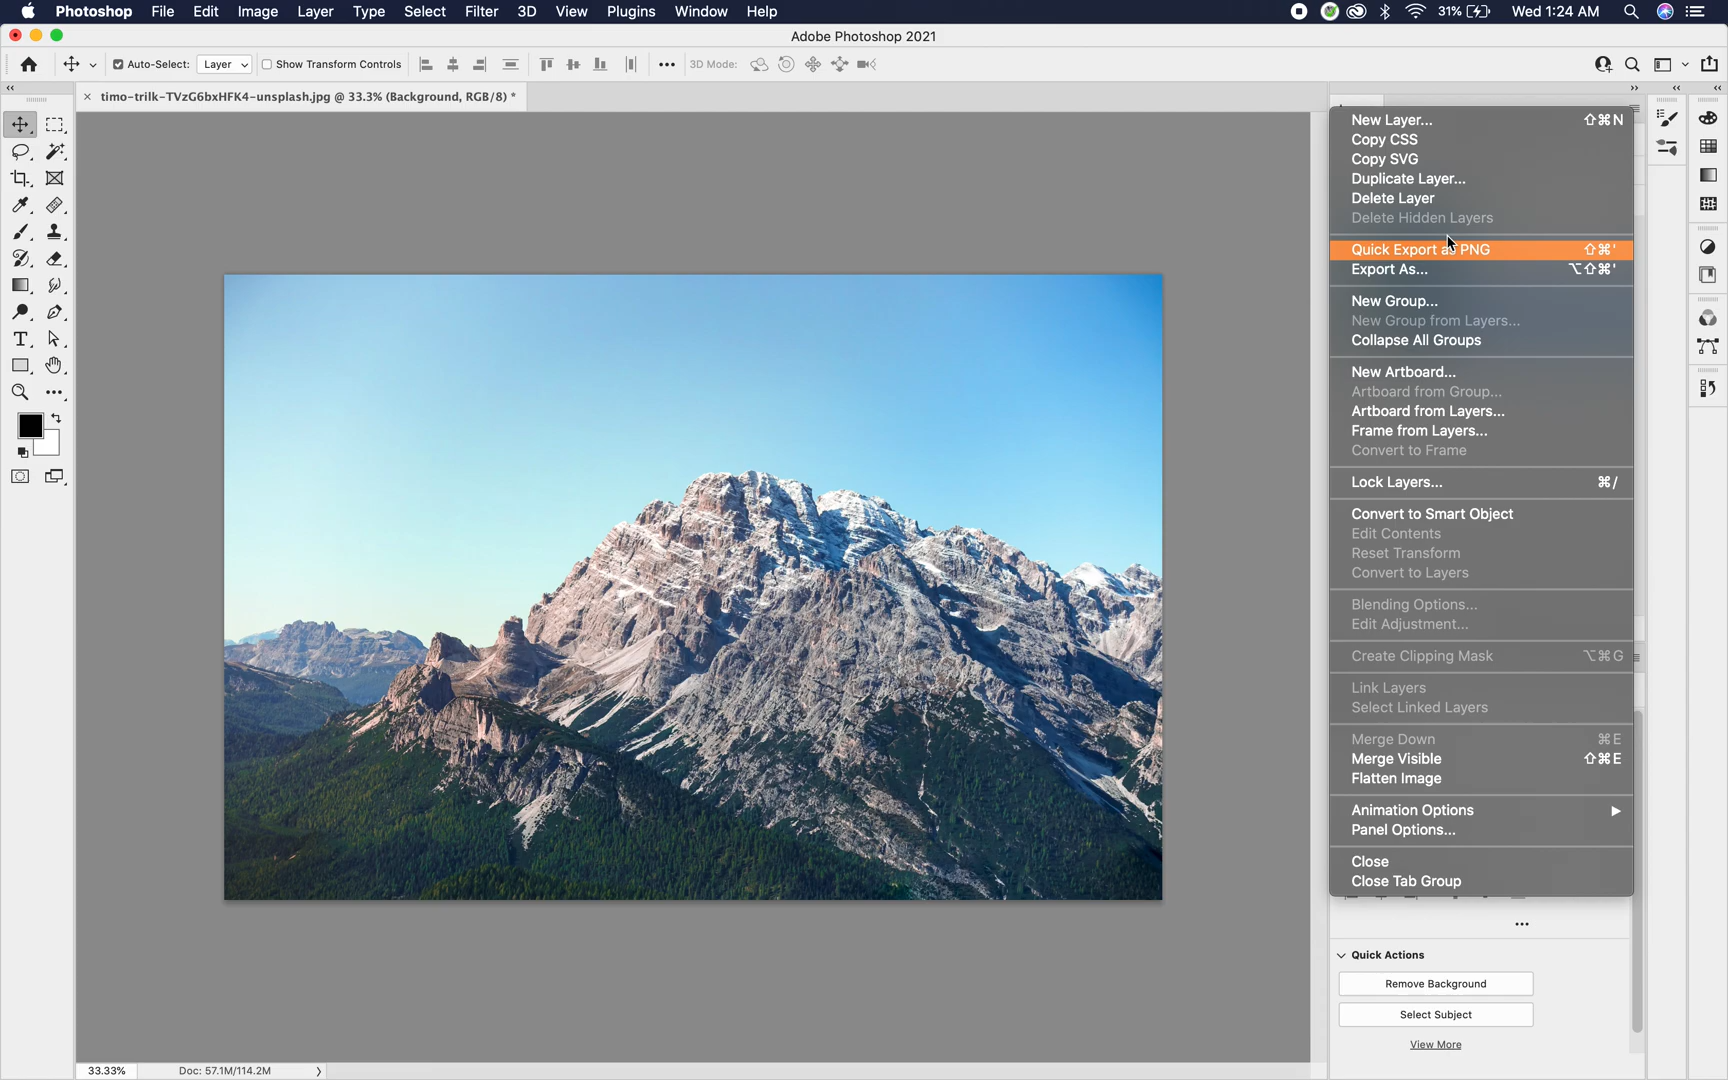 Photoshop File Edit Image Layer Type Select Filter 3D View Plugins Window Help 31% Wed 1:24 AM
Adobe Photoshop 2021
Auto-Select: Layer Show Transform Controls 3D Mode:
timo-trilk-TVzG6bxHFK4-unsplash.jpg @ 33.3% (Background, RGB/8) *
New Layer... ⇧⌘N
Copy CSS
Copy SVG
Duplicate Layer...
Delete Layer
Delete Hidden Layers
Quick Export as PNG ⇧⌘'
Export As... ⌥⇧⌘'
New Group...
New Group from Layers...
Collapse All Groups
New Artboard...
Artboard from Group...
Artboard from Layers...
Frame from Layers...
Convert to Frame
Lock Layers... ⌘/
Convert to Smart Object
Edit Contents
Reset Transform
Convert to Layers
Blending Options...
Edit Adjustment...
Create Clipping Mask ⌥⌘G
Link Layers
Select Linked Layers
Merge Down ⌘E
Merge Visible ⇧⌘E
Flatten Image
Animation Options
Panel Options...
Close
Close Tab Group
Quick Actions
Remove Background
Select Subject
View More
33.33% Doc: 57.1M/114.2M